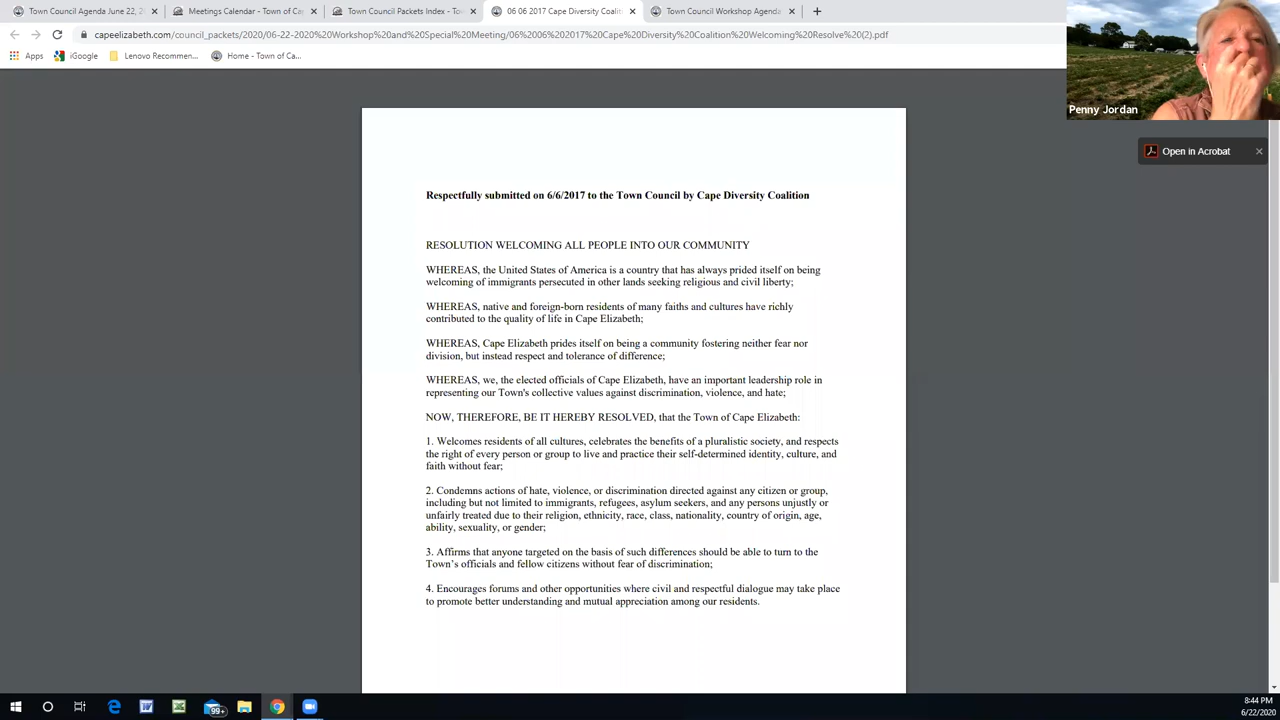 Town Council Agenda June 22, 2
Meetings Calendar - Town of Ca
Town Council Packets Index - Tow
06 06 2017 Cape Diversity Coaliti
Town Council Workshop Agenda
capeelizabeth.com/council_packets/2020/06-22-2020%20Workshop%20and%20Special%20Meeting/06%2006%202017%20Cape%20Diversity%20Coalition%20Welcoming%20Resolve%20(2).pdf
Apps iGoogle Lenovo Recommen... Home - Town of Ca...
Penny Jordan
Open in Acrobat
Respectfully submitted on 6/6/2017 to the Town Council by Cape Diversity Coalition
RESOLUTION WELCOMING ALL PEOPLE INTO OUR COMMUNITY
WHEREAS, the United States of America is a country that has always prided itself on being
welcoming of immigrants persecuted in other lands seeking religious and civil liberty;
WHEREAS, native and foreign-born residents of many faiths and cultures have richly
contributed to the quality of life in Cape Elizabeth;
WHEREAS, Cape Elizabeth prides itself on being a community fostering neither fear nor
division, but instead respect and tolerance of difference;
WHEREAS, we, the elected officials of Cape Elizabeth, have an important leadership role in
representing our Town's collective values against discrimination, violence, and hate;
NOW, THEREFORE, BE IT HEREBY RESOLVED, that the Town of Cape Elizabeth:
1. Welcomes residents of all cultures, celebrates the benefits of a pluralistic society, and respects
the right of every person or group to live and practice their self-determined identity, culture, and
faith without fear;
2. Condemns actions of hate, violence, or discrimination directed against any citizen or group,
including but not limited to immigrants, refugees, asylum seekers, and any persons unjustly or
unfairly treated due to their religion, ethnicity, race, class, nationality, country of origin, age,
ability, sexuality, or gender;
3. Affirms that anyone targeted on the basis of such differences should be able to turn to the
Town's officials and fellow citizens without fear of discrimination;
4. Encourages forums and other opportunities where civil and respectful dialogue may take place
to promote better understanding and mutual appreciation among our residents.
99+
8:44 PM
6/22/2020